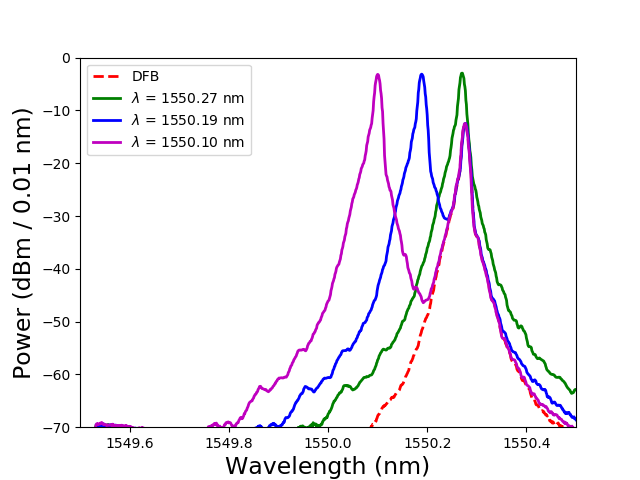 0
−10
−20
−30
−40
−50
−60
−70
Power (dBm / 0.01 nm)
DFB
λ = 1550.27 nm
λ = 1550.19 nm
λ = 1550.10 nm
1549.6 1549.8 1550.0 1550.2 1550.4
Wavelength (nm)